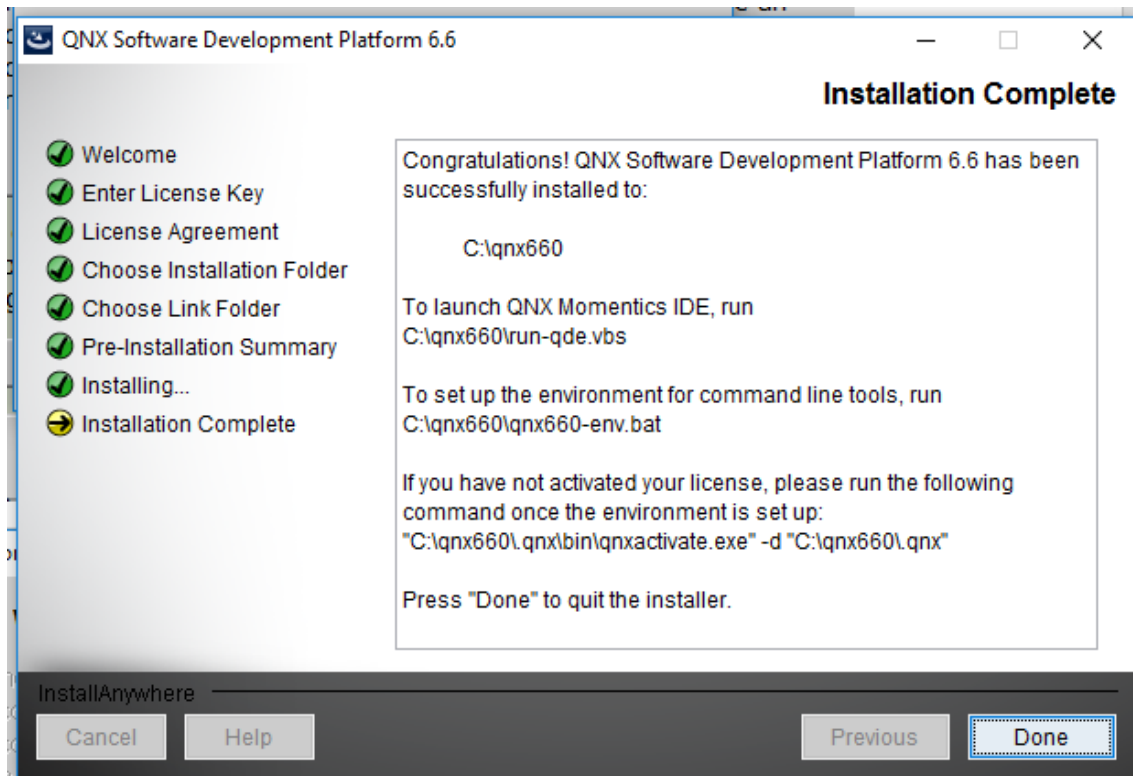 QNX Software Development Platform 6.6
Installation Complete
Welcome
Enter License Key
License Agreement
Choose Installation Folder
Choose Link Folder
Pre-Installation Summary
Installing...
Installation Complete
Congratulations! QNX Software Development Platform 6.6 has been
successfully installed to:
C:\qnx660
To launch QNX Momentics IDE, run
C:\qnx660\run-qde.vbs
To set up the environment for command line tools, run
C:\qnx660\qnx660-env.bat
If you have not activated your license, please run the following
command once the environment is set up:
"C:\qnx660\.qnx\bin\qnxactivate.exe" -d "C:\qnx660\.qnx"
Press "Done" to quit the installer.
InstallAnywhere
Cancel
Help
Previous
Done